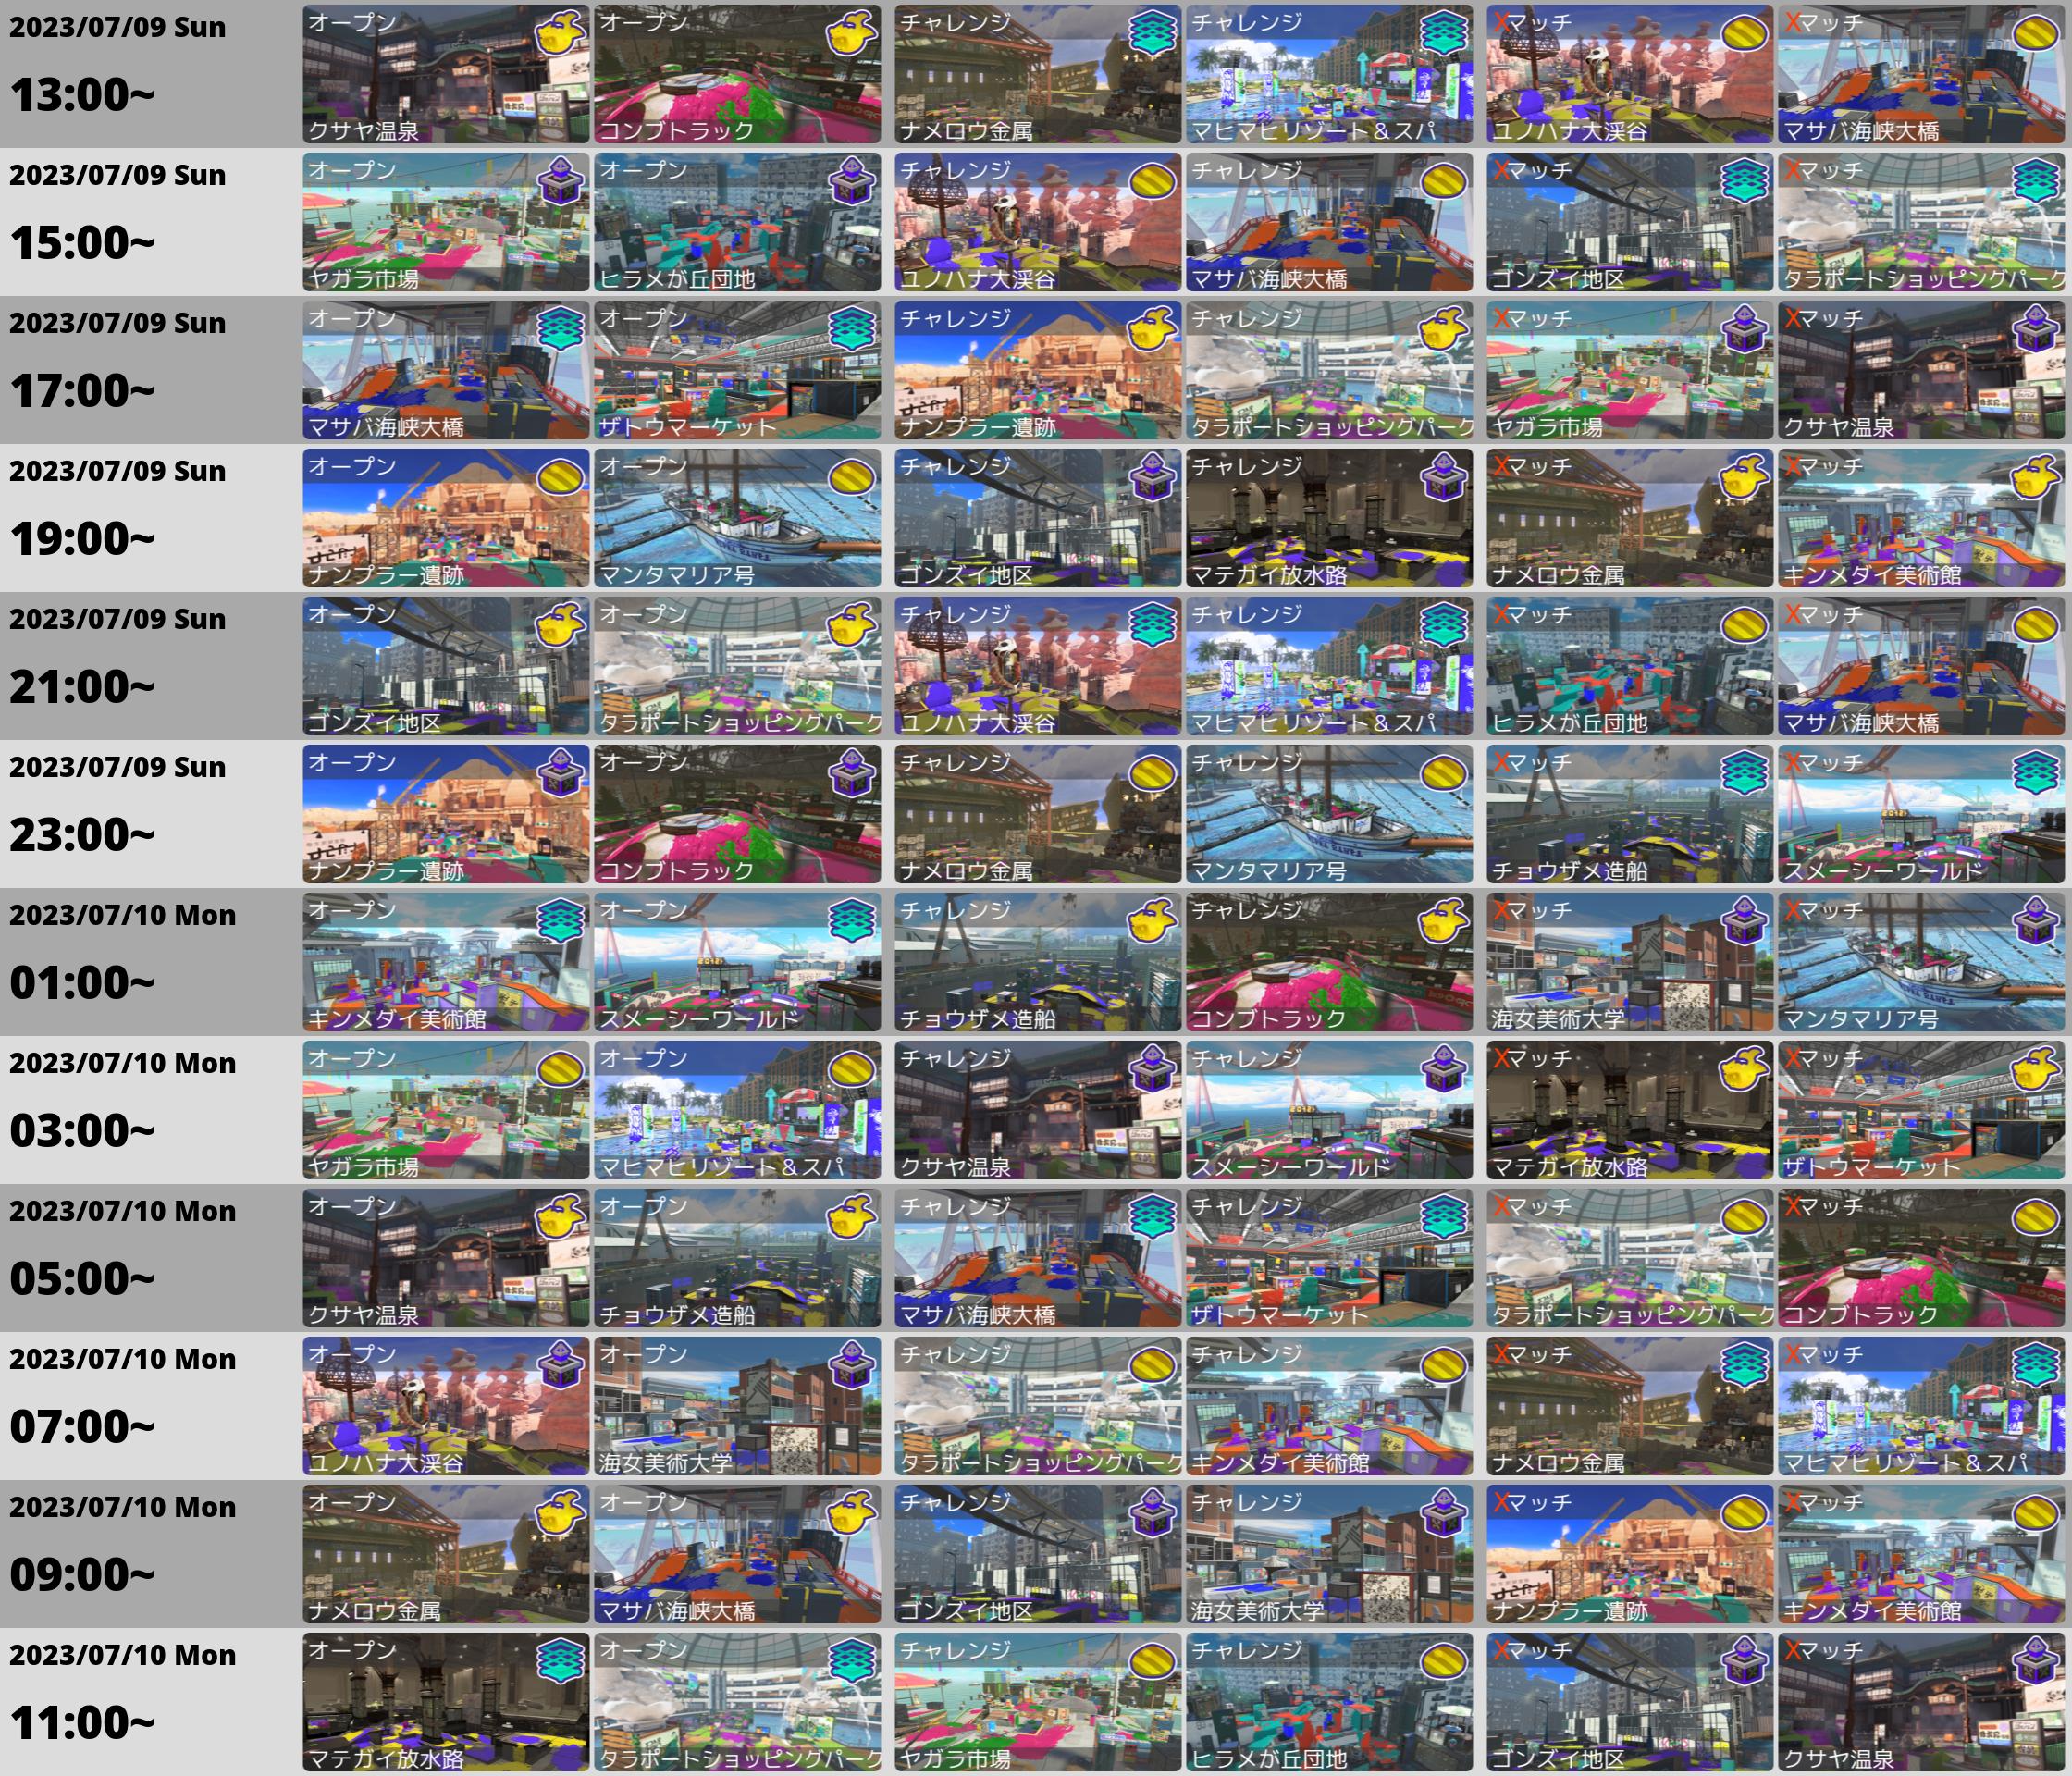 2023/07/09 Sun
13:00~
オープン オープン チャレンジ チャレンジ Xマッチ Xマッチ
クサヤ温泉 コンブトラック ナメロウ金属 マヒマヒリゾート&スパ ユノハナ大渓谷 マサバ海峡大橋
2023/07/09 Sun
15:00~
オープン オープン チャレンジ チャレンジ Xマッチ Xマッチ
ヤガラ市場 ヒラメが丘団地 ユノハナ大渓谷 マサバ海峡大橋 ゴンズイ地区 タラポートショッピングパーク
2023/07/09 Sun
17:00~
オープン オープン チャレンジ チャレンジ Xマッチ Xマッチ
マサバ海峡大橋 ザトウマーケット ナンプラー遺跡 タラポートショッピングパーク ヤガラ市場 クサヤ温泉
2023/07/09 Sun
19:00~
オープン オープン チャレンジ チャレンジ Xマッチ Xマッチ
ナンプラー遺跡 マンタマリア号 ゴンズイ地区 マテガイ放水路 ナメロウ金属 キンメダイ美術館
2023/07/09 Sun
21:00~
オープン オープン チャレンジ チャレンジ Xマッチ Xマッチ
ゴンズイ地区 タラポートショッピングパーク ユノハナ大渓谷 マヒマヒリゾート&スパ ヒラメが丘団地 マサバ海峡大橋
2023/07/09 Sun
23:00~
オープン オープン チャレンジ チャレンジ Xマッチ Xマッチ
ナンプラー遺跡 コンブトラック ナメロウ金属 マンタマリア号 チョウザメ造船 スメーシーワールド
2023/07/10 Mon
01:00~
オープン オープン チャレンジ チャレンジ Xマッチ Xマッチ
キンメダイ美術館 スメーシーワールド チョウザメ造船 コンブトラック 海女美術大学 マンタマリア号
2023/07/10 Mon
03:00~
オープン オープン チャレンジ チャレンジ Xマッチ Xマッチ
ヤガラ市場 マヒマヒリゾート&スパ クサヤ温泉 スメーシーワールド マテガイ放水路 ザトウマーケット
2023/07/10 Mon
05:00~
オープン オープン チャレンジ チャレンジ Xマッチ Xマッチ
クサヤ温泉 チョウザメ造船 マサバ海峡大橋 ザトウマーケット タラポートショッピングパーク コンブトラック
2023/07/10 Mon
07:00~
オープン オープン チャレンジ チャレンジ Xマッチ Xマッチ
ユノハナ大渓谷 海女美術大学 タラポートショッピングパーク キンメダイ美術館 ナメロウ金属 マヒマヒリゾート&スパ
2023/07/10 Mon
09:00~
オープン オープン チャレンジ チャレンジ Xマッチ Xマッチ
ナメロウ金属 マサバ海峡大橋 ゴンズイ地区 海女美術大学 ナンプラー遺跡 キンメダイ美術館
2023/07/10 Mon
11:00~
オープン オープン チャレンジ チャレンジ Xマッチ Xマッチ
マテガイ放水路 タラポートショッピングパーク ヤガラ市場 ヒラメが丘団地 ゴンズイ地区 クサヤ温泉